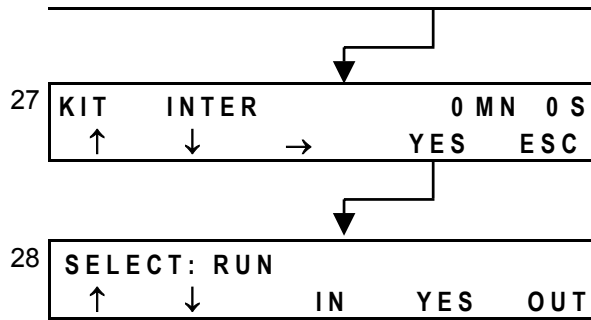 27 KIT INTER 0 MN 0 S
↑ ↓ → YES ESC
28 SELECT: RUN
↑ ↓ IN YES OUT